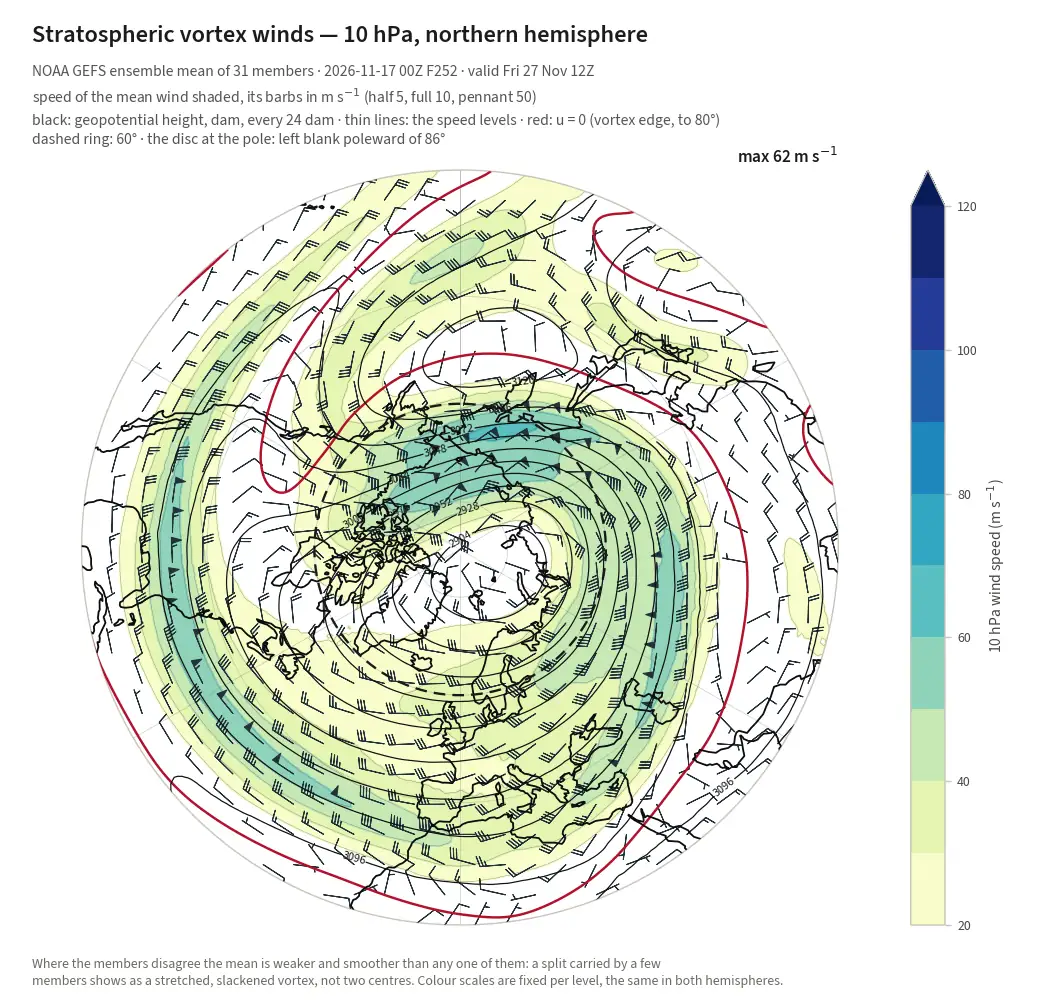 Stratospheric vortex winds — 10 hPa, northern hemisphere
NOAA GEFS ensemble mean of 31 members · 2026-11-17 00Z F252 · valid Fri 27 Nov 12Z
speed of the mean wind shaded, its barbs in m s⁻¹ (half 5, full 10, pennant 50)
black: geopotential height, dam, every 24 dam · thin lines: the speed levels · red: u = 0 (vortex edge, to 80°)
dashed ring: 60° · the disc at the pole: left blank poleward of 86°
max 62 m s⁻¹
120
100
80
60
40
20
10 hPa wind speed (m s⁻¹)
3120
3048
2928
2904
3096
3096
Where the members disagree the mean is weaker and smoother than any one of them: a split carried by a few
members shows as a stretched, slackened vortex, not two centres. Colour scales are fixed per level, the same in both hemispheres.